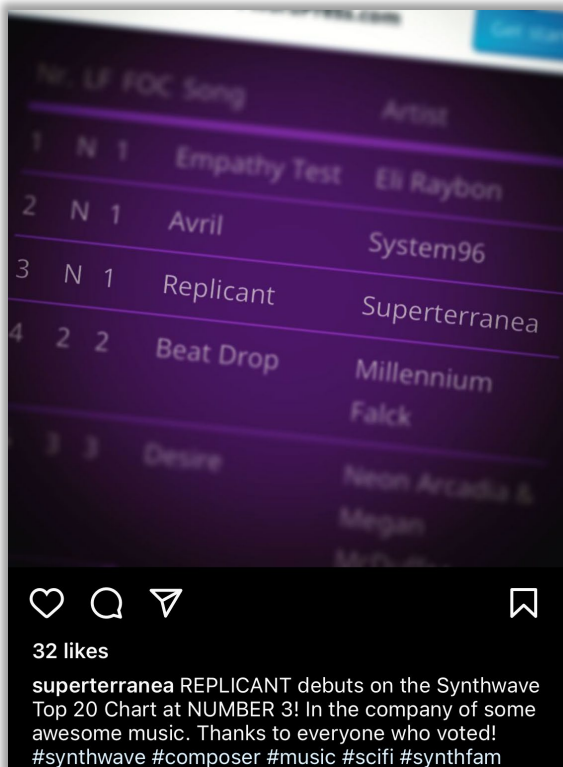 Get star
Nr. LF FOC Song Artist
1 N 1 Empathy Test Eli Raybon
2 N 1 Avril System96
3 N 1 Replicant Superterranea
4 2 2 Beat Drop Millennium
Falck
3 3 Desire Neon Arcadia &
Megan
32 likes
superterranea REPLICANT debuts on the Synthwave
Top 20 Chart at NUMBER 3! In the company of some
awesome music. Thanks to everyone who voted!
#synthwave #composer #music #scifi #synthfam